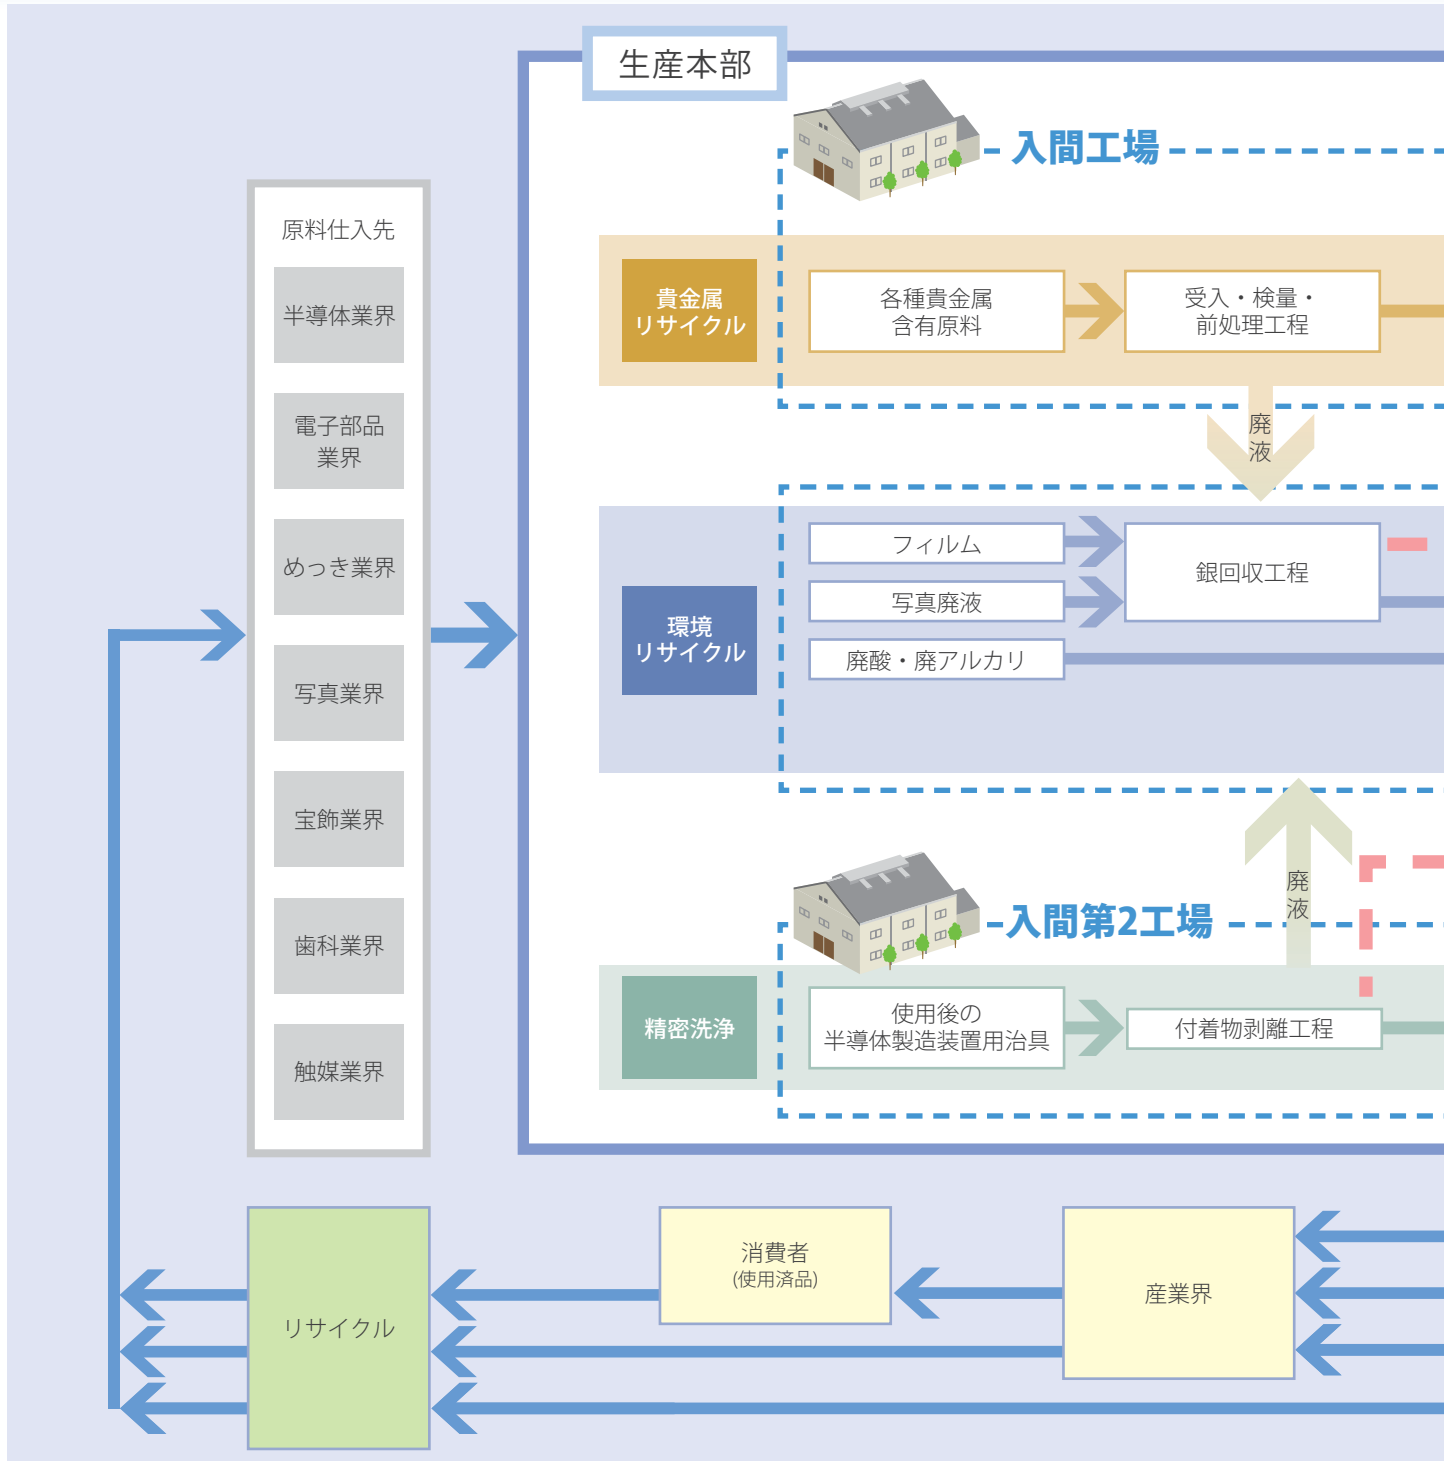 生産本部
入間工場
原料仕入先
半導体業界
電子部品
業界
めっき業界
写真業界
宝飾業界
歯科業界
触媒業界
貴金属
リサイクル
各種貴金属
含有原料
受入・検量・
前処理工程
廃
液
環境
リサイクル
フィルム
写真廃液
廃酸・廃アルカリ
銀回収工程
廃
液
入間第2工場
精密洗浄
使用後の
半導体製造装置用治具
付着物剥離工程
リサイクル
消費者
(使用済品)
産業界